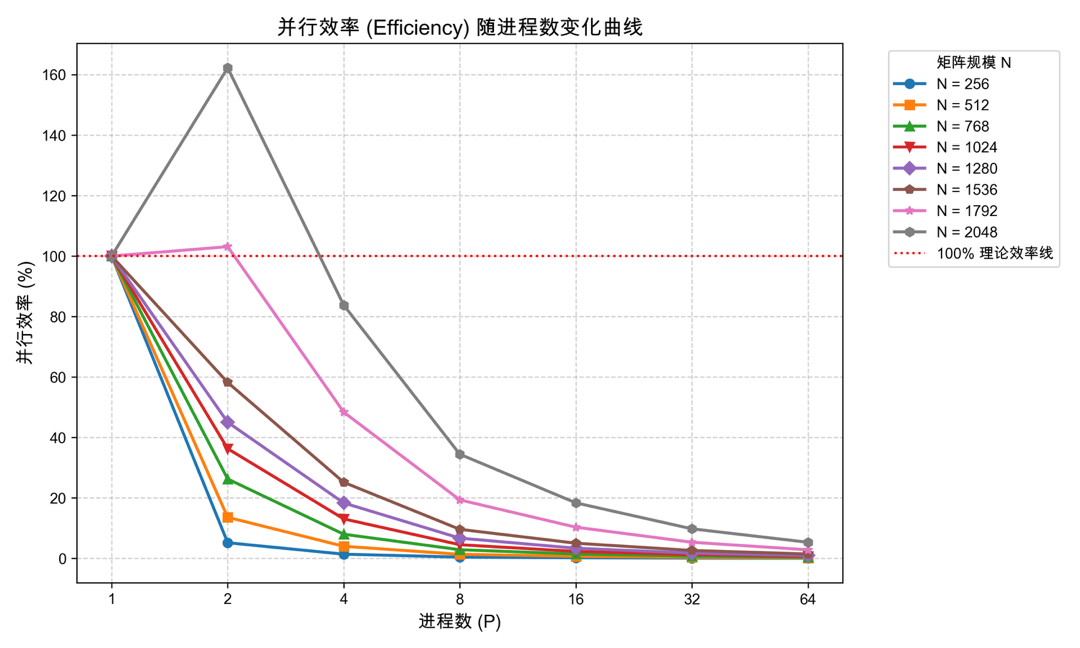 并行效率 (Efficiency) 随进程数变化曲线
并行效率 (%)
160
140
120
100
80
60
40
20
0
1 2 4 8 16 32 64
进程数 (P)
矩阵规模 N
N = 256
N = 512
N = 768
N = 1024
N = 1280
N = 1536
N = 1792
N = 2048
100% 理论效率线